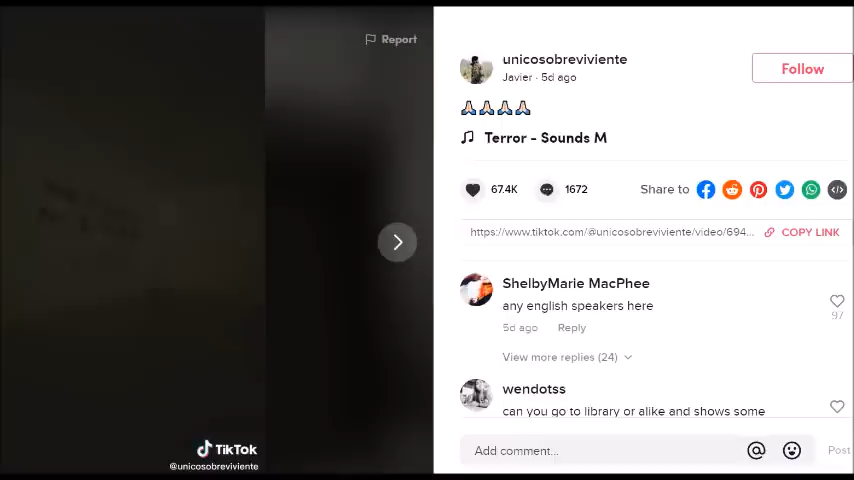 Report
unicosobreviviente
Javier · 5d ago
Follow
🙏🏻🙏🏻🙏🏻🙏🏻
Terror - Sounds M
67.4K
1672
Share to
https://www.tiktok.com/@unicosobreviviente/video/694...
COPY LINK
ShelbyMarie MacPhee
any english speakers here
97
5d ago
Reply
View more replies (24)
wendotss
can you go to library or alike and shows some
Add comment...
Post
TikTok
@unicosobreviviente